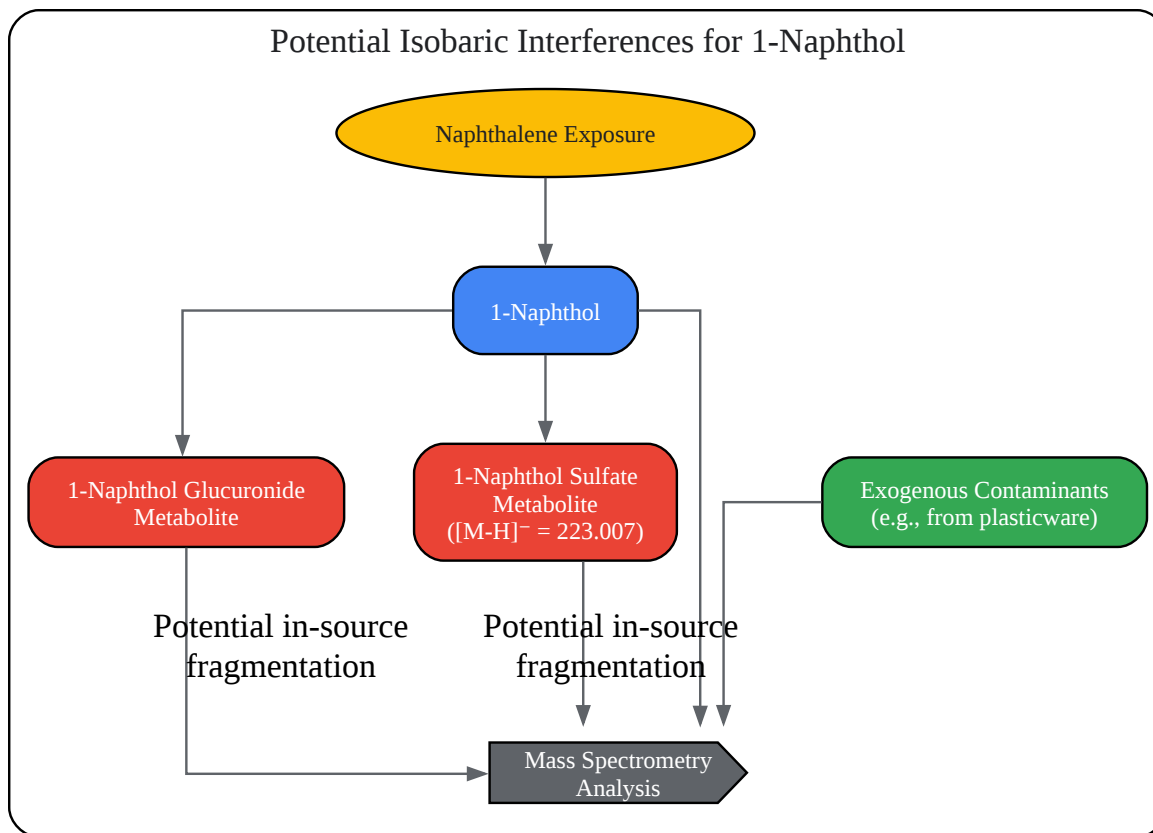 Potential Isobaric Interferences for 1-Naphthol
Naphthalene Exposure
1-Naphthol
1-Naphthol Glucuronide
Metabolite
1-Naphthol Sulfate
Metabolite
([M-H]⁻ = 223.007)
Exogenous Contaminants
(e.g., from plasticware)
Potential in-source
fragmentation
Potential in-source
fragmentation
Mass Spectrometry
Analysis